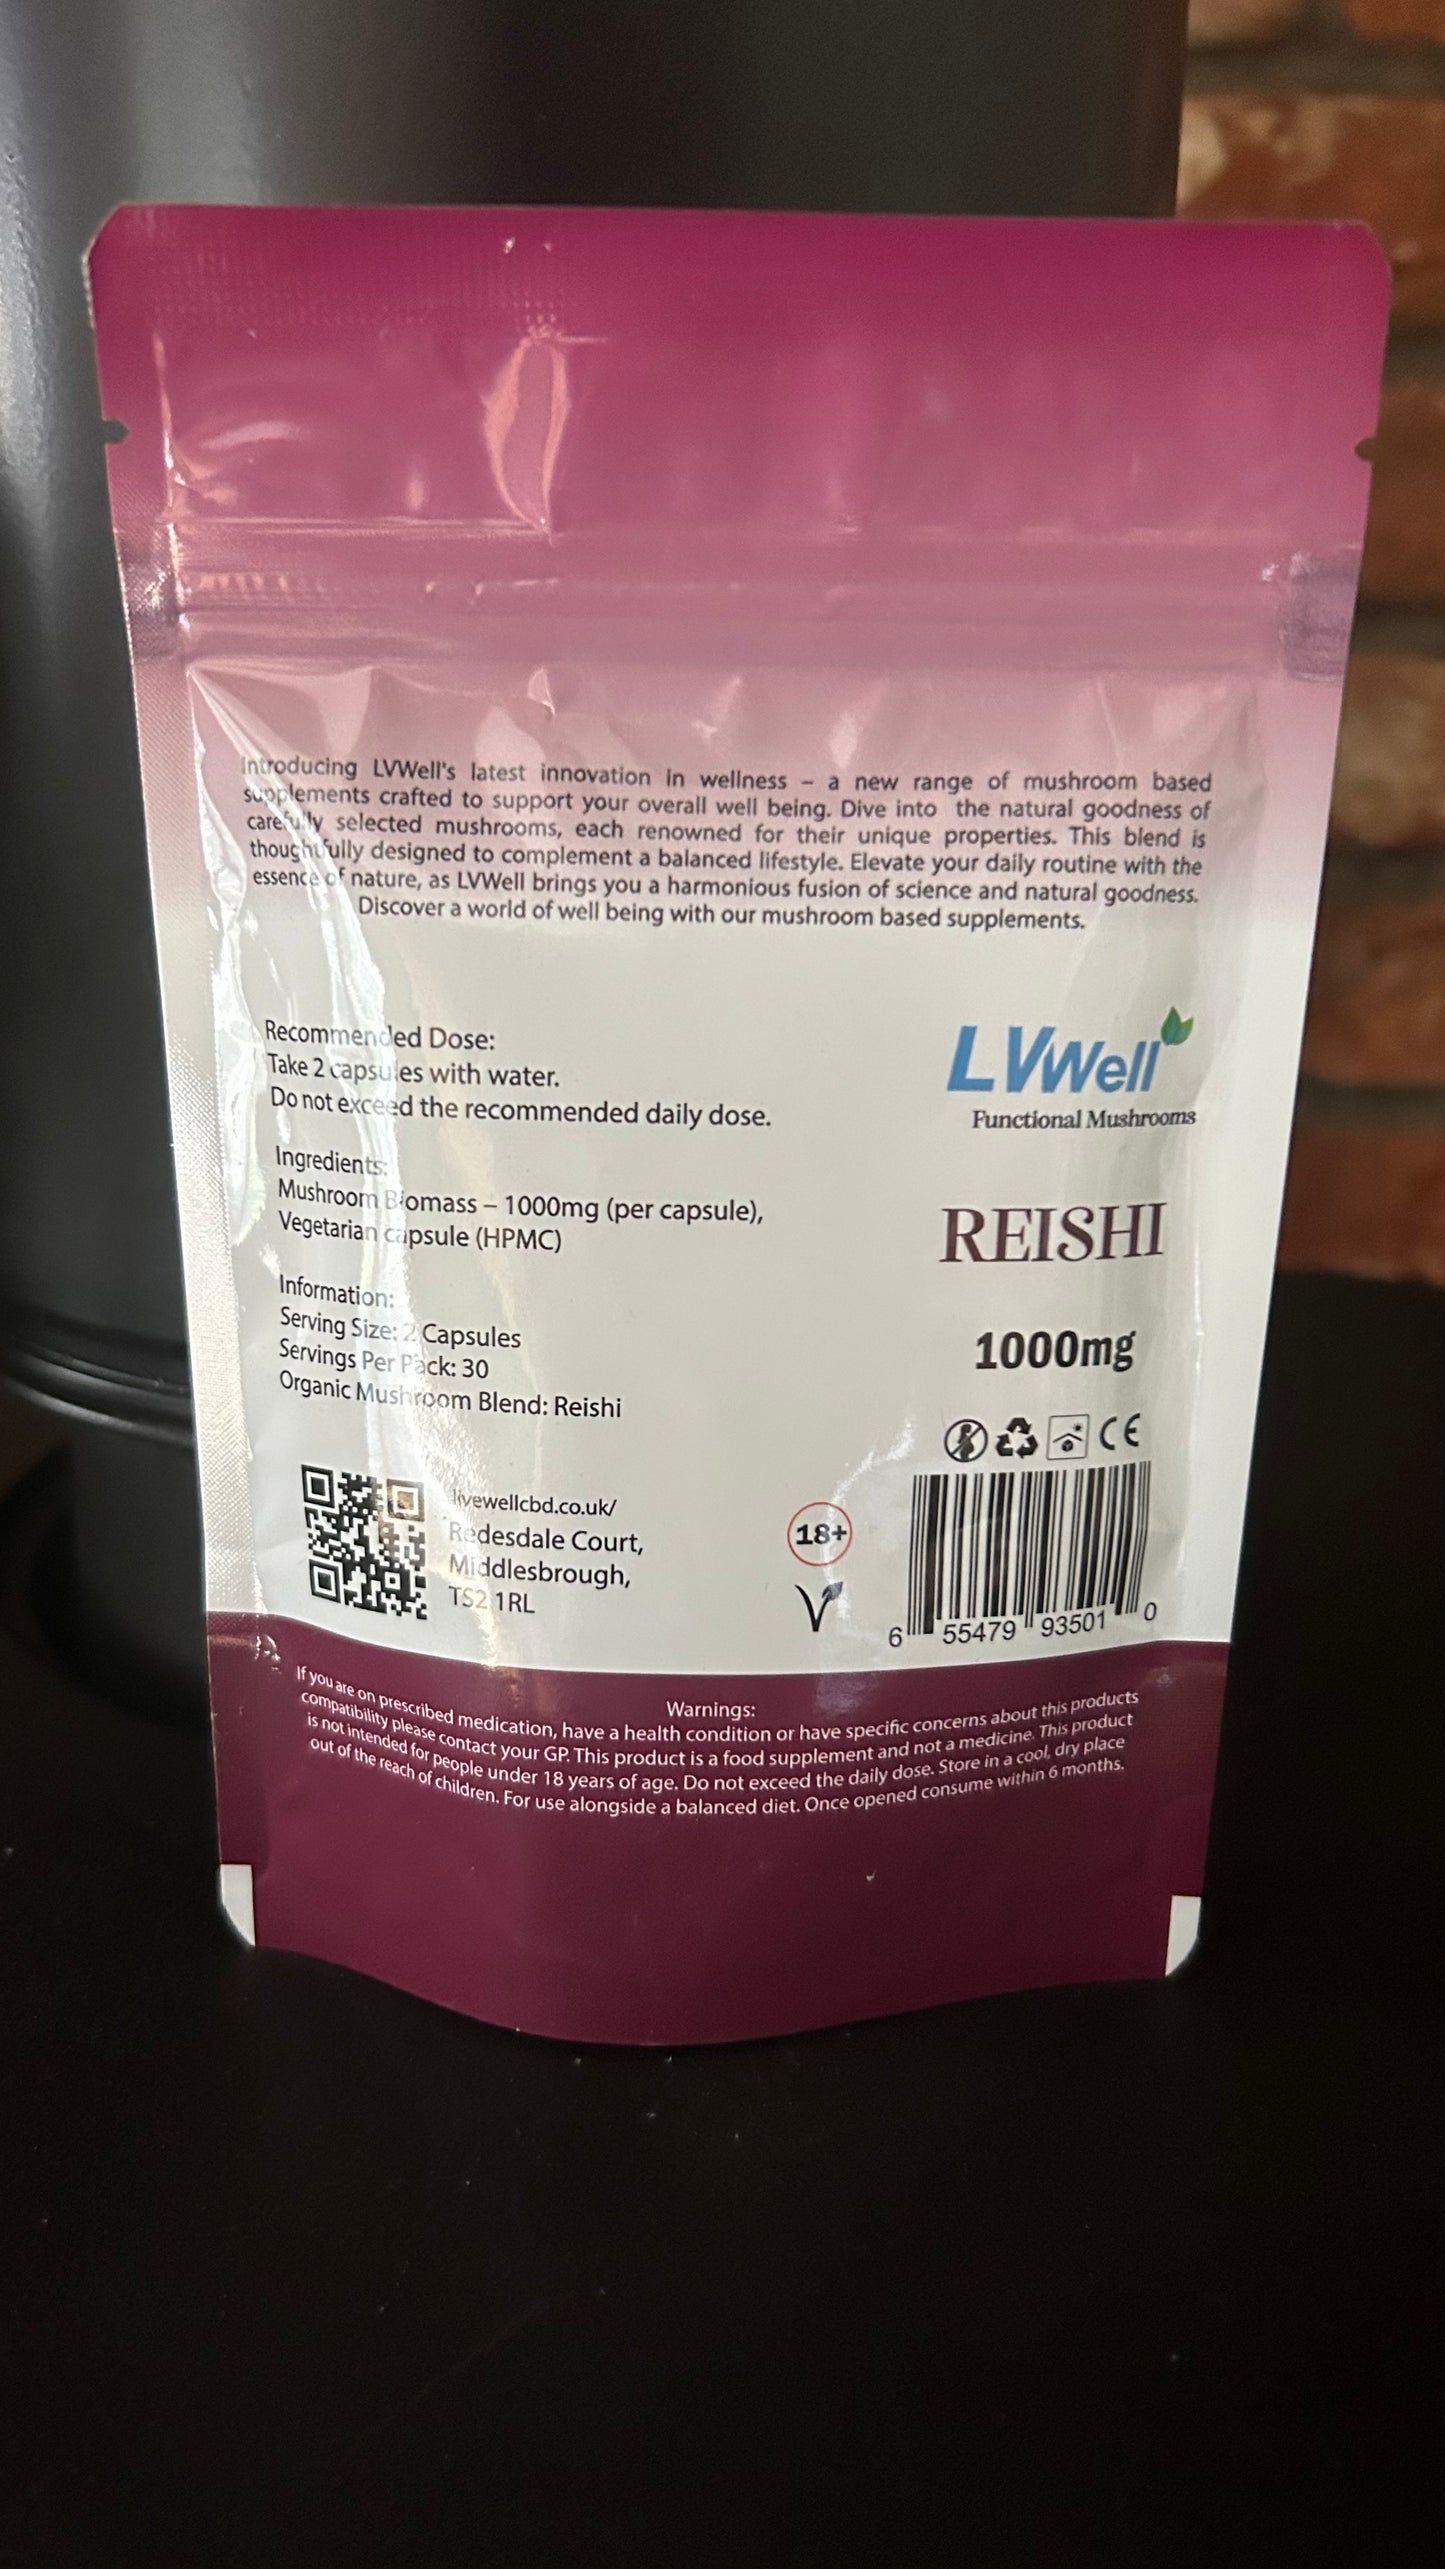 Introducing LVWell's latest innovation in wellness – a new range of mushroom based
supplements crafted to support your overall well being. Dive into the natural goodness of
carefully selected mushrooms, each renowned for their unique properties. This blend is
thoughtfully designed to complement a balanced lifestyle. Elevate your daily routine with the
essence of nature, as LVWell brings you a harmonious fusion of science and natural goodness.
Discover a world of well being with our mushroom based supplements.
Recommended Dose:
Take 2 capsules with water.
Do not exceed the recommended daily dose.
Ingredients:
Mushroom Biomass – 1000mg (per capsule),
Vegetarian capsule (HPMC)
Information:
Serving Size: 2 Capsules
Servings Per Pack: 30
Organic Mushroom Blend: Reishi
livewellcbd.co.uk/
Redesdale Court,
Middlesbrough,
TS2 1RL
LVWell
Functional Mushrooms
REISHI
1000mg
CE
18+
V
6 55479 93501 0
Warnings:
If you are on prescribed medication, have a health condition or have specific concerns about this products
compatibility please contact your GP. This product is a food supplement and not a medicine. This product
is not intended for people under 18 years of age. Do not exceed the daily dose. Store in a cool, dry place
out of the reach of children. For use alongside a balanced diet. Once opened consume within 6 months.